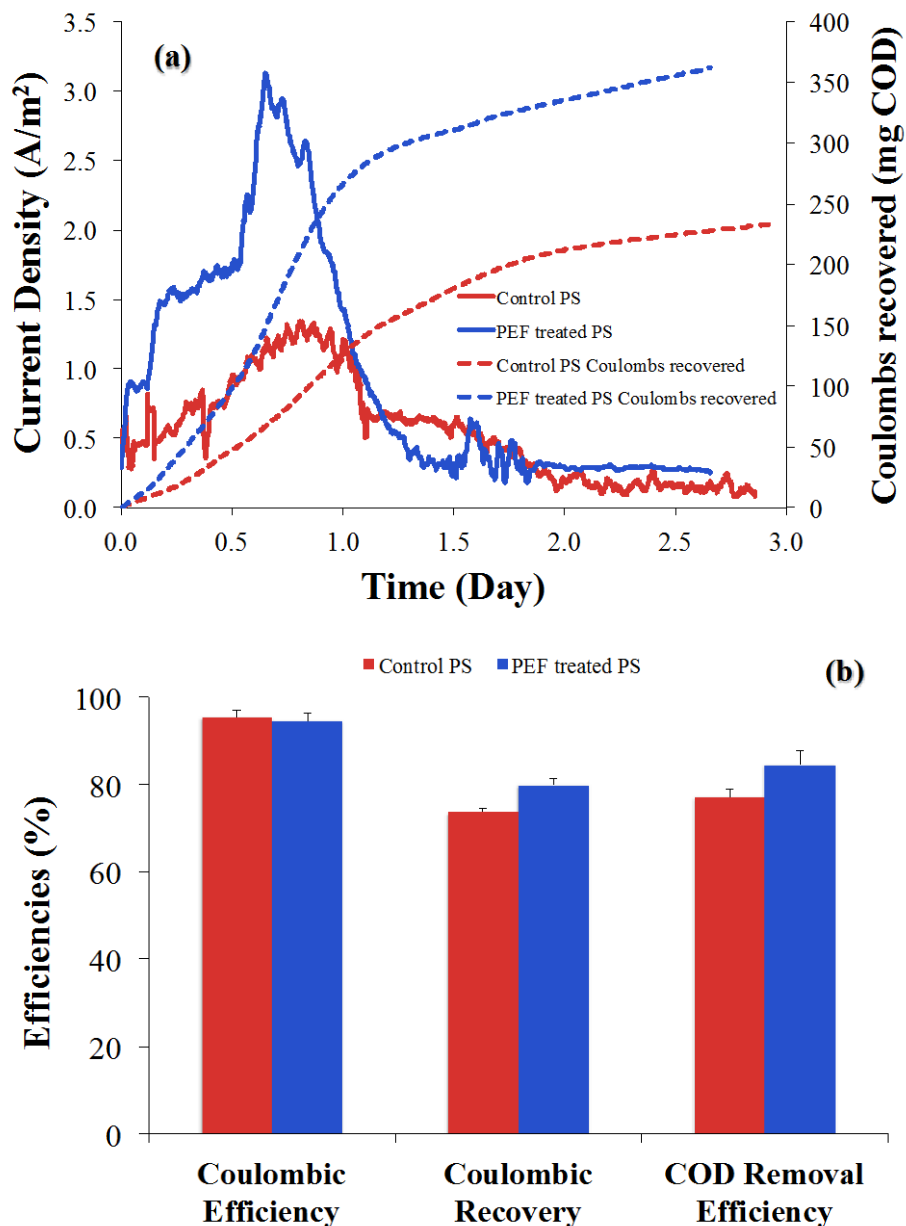 (a)
Current Density (A/m²)
3.5
3.0
2.5
2.0
1.5
1.0
0.5
0.0
400
350
300
250
200
150
100
50
0
Coulombs recovered (mg COD)
Control PS
PEF treated PS
Control PS Coulombs recovered
PEF treated PS Coulombs recovered
0.0 0.5 1.0 1.5 2.0 2.5 3.0
Time (Day)
Control PS PEF treated PS
(b)
Efficiencies (%)
100
80
60
40
20
0
Coulombic Coulombic COD Removal
Efficiency Recovery Efficiency